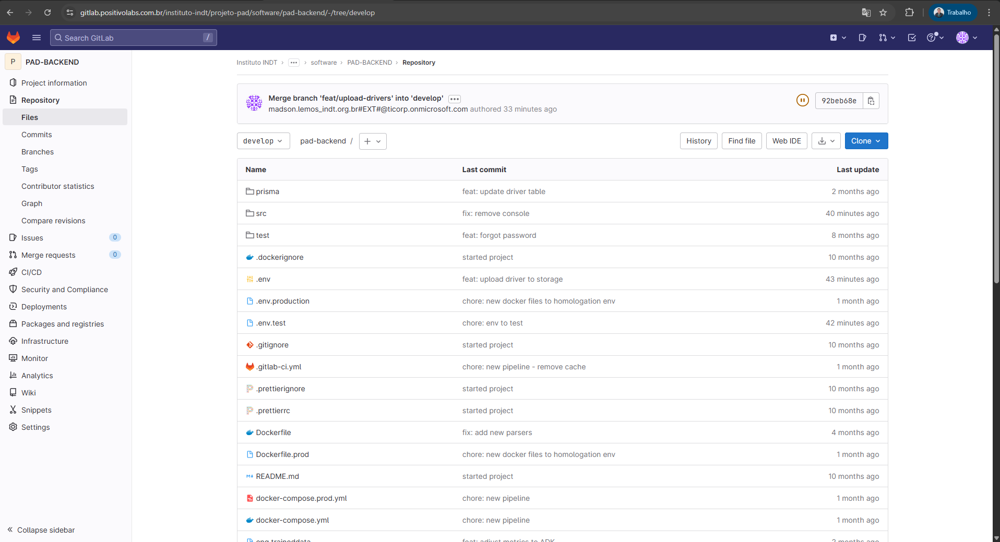 gitlab.positivolabs.com.br/instituto-indt/projeto-pad/software/pad-backend/-/tree/develop
Trabalho
Search GitLab /
P PAD-BACKEND
Project information
Repository
Files
Commits
Branches
Tags
Contributor statistics
Graph
Compare revisions
Issues 0
Merge requests 0
CI/CD
Security and Compliance
Deployments
Packages and registries
Infrastructure
Monitor
Analytics
Wiki
Snippets
Settings
Collapse sidebar
Instituto INDT › ••• › software › PAD-BACKEND › Repository
Merge branch 'feat/upload-drivers' into 'develop' •••
madson.lemos_indt.org.br#EXT#@ticorp.onmicrosoft.com authored 33 minutes ago
92beb68e
develop pad-backend / +
History Find file Web IDE Clone
Name Last commit Last update
prisma feat: update driver table 2 months ago
src fix: remove console 40 minutes ago
test feat: forgot password 8 months ago
.dockerignore started project 10 months ago
.env feat: upload driver to storage 43 minutes ago
.env.production chore: new docker files to homologation env 1 month ago
.env.test chore: env to test 42 minutes ago
.gitignore started project 10 months ago
.gitlab-ci.yml chore: new pipeline - remove cache 1 month ago
.prettierignore started project 10 months ago
.prettierrc started project 10 months ago
Dockerfile fix: add new parsers 4 months ago
Dockerfile.prod chore: new docker files to homologation env 1 month ago
README.md started project 10 months ago
docker-compose.prod.yml chore: new pipeline 1 month ago
docker-compose.yml chore: new pipeline 1 month ago
eng.traineddata feat: adjust metrics to ADK months ago